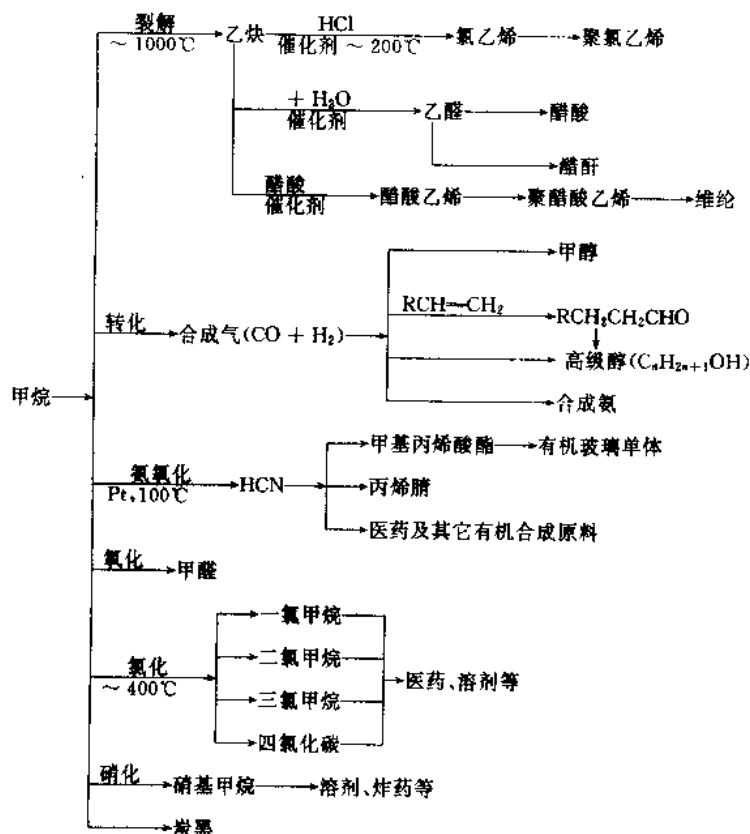 裂解 ~1000℃ 乙炔 HCl 催化剂 ~200℃ 氯乙烯 聚氯乙烯
+ H₂O 催化剂 乙醛 醋酸
醋酐
醋酸 催化剂 醋酸乙烯 聚醋酸乙烯 维纶
甲醇
转化 合成气(CO + H₂) RCH=CH₂ RCH₂CH₂CHO
高级醇(CₙH₂ₙ₊₁OH)
甲烷
合成氨
甲基丙烯酸酯 有机玻璃单体
氨氧化 Pt,100℃ HCN 丙烯腈
医药及其它有机合成原料
氧化 甲醛
一氯甲烷
氯化 ~400℃ 二氯甲烷 医药、溶剂等
三氯甲烷
四氯化碳
硝化 硝基甲烷 溶剂、炸药等
炭黑